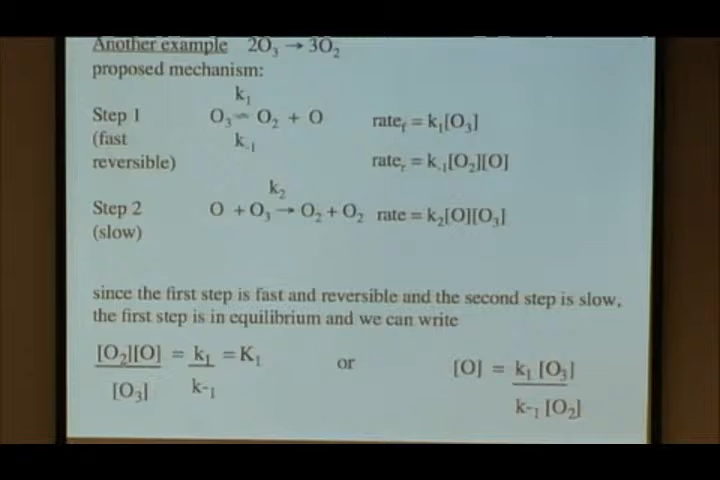 Another example 2O₃ → 3O₂
proposed mechanism:
k₁
Step 1 O₃ ⇌ O₂ + O rate_f = k₁[O₃]
(fast k₋₁
reversible) rate_r = k₋₁[O₂][O]
k₂
Step 2 O + O₃ → O₂ + O₂ rate = k₂[O][O₃]
(slow)
since the first step is fast and reversible and the second step is slow,
the first step is in equilibrium and we can write
[O₂][O] = k₁ = K₁ or [O] = k₁ [O₃]
[O₃] k₋₁ k₋₁ [O₂]